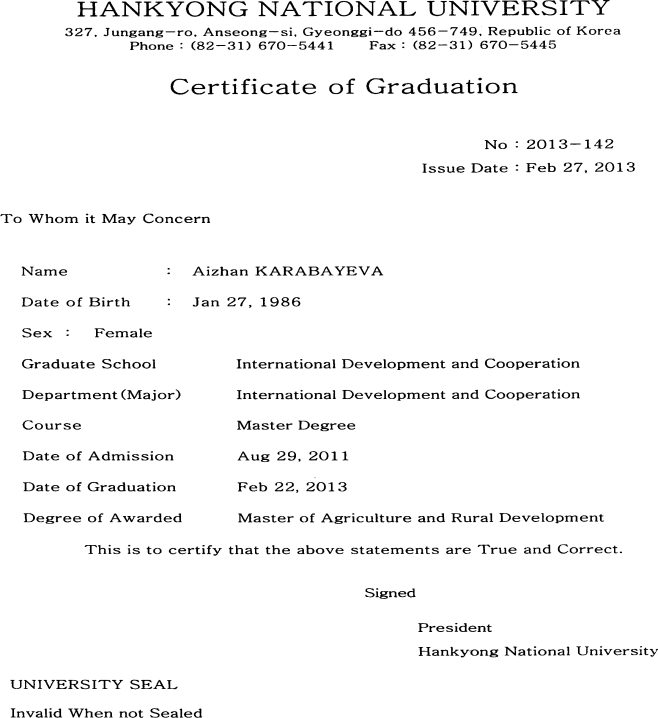 HANKYONG NATIONAL UNIVERSITY
327, Jungang-ro, Anseong-si, Gyeonggi-do 456-749, Republic of Korea
Phone : (82-31) 670-5441 Fax : (82-31) 670-5445
Certificate of Graduation
No : 2013-142
Issue Date : Feb 27, 2013
To Whom it May Concern
Name : Aizhan KARABAYEVA
Date of Birth : Jan 27, 1986
Sex : Female
Graduate School International Development and Cooperation
Department(Major) International Development and Cooperation
Course Master Degree
Date of Admission Aug 29, 2011
Date of Graduation Feb 22, 2013
Degree of Awarded Master of Agriculture and Rural Development
This is to certify that the above statements are True and Correct.
Signed
President
Hankyong National University
UNIVERSITY SEAL
Invalid When not Sealed